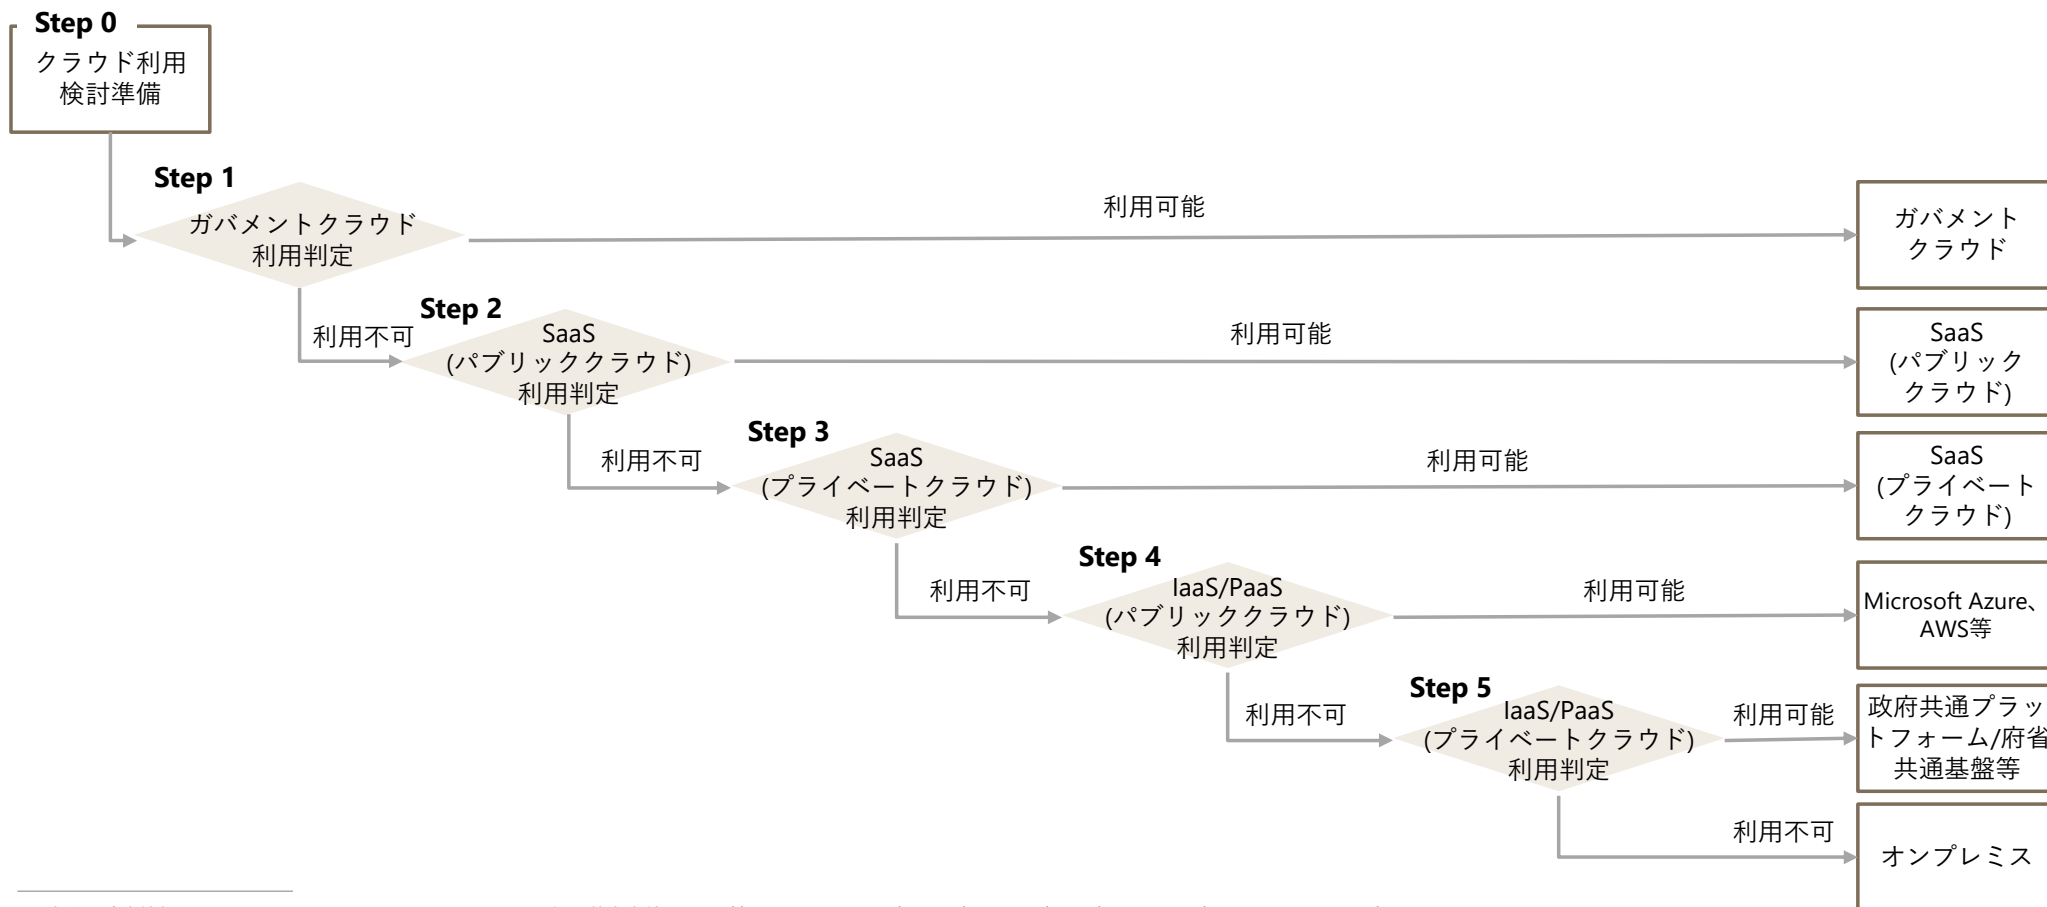 Step 0
クラウド利用
検討準備
Step 1
ガバメントクラウド
利用判定
利用可能
ガバメント
クラウド
利用不可
Step 2
SaaS
(パブリッククラウド)
利用判定
利用可能
SaaS
(パブリック
クラウド)
利用不可
Step 3
SaaS
(プライベートクラウド)
利用判定
利用可能
SaaS
(プライベート
クラウド)
利用不可
Step 4
IaaS/PaaS
(パブリッククラウド)
利用判定
利用可能
Microsoft Azure、
AWS等
利用不可
Step 5
IaaS/PaaS
(プライベートクラウド)
利用判定
利用可能
政府共通プラッ
トフォーム/府省
共通基盤等
利用不可
オンプレミス